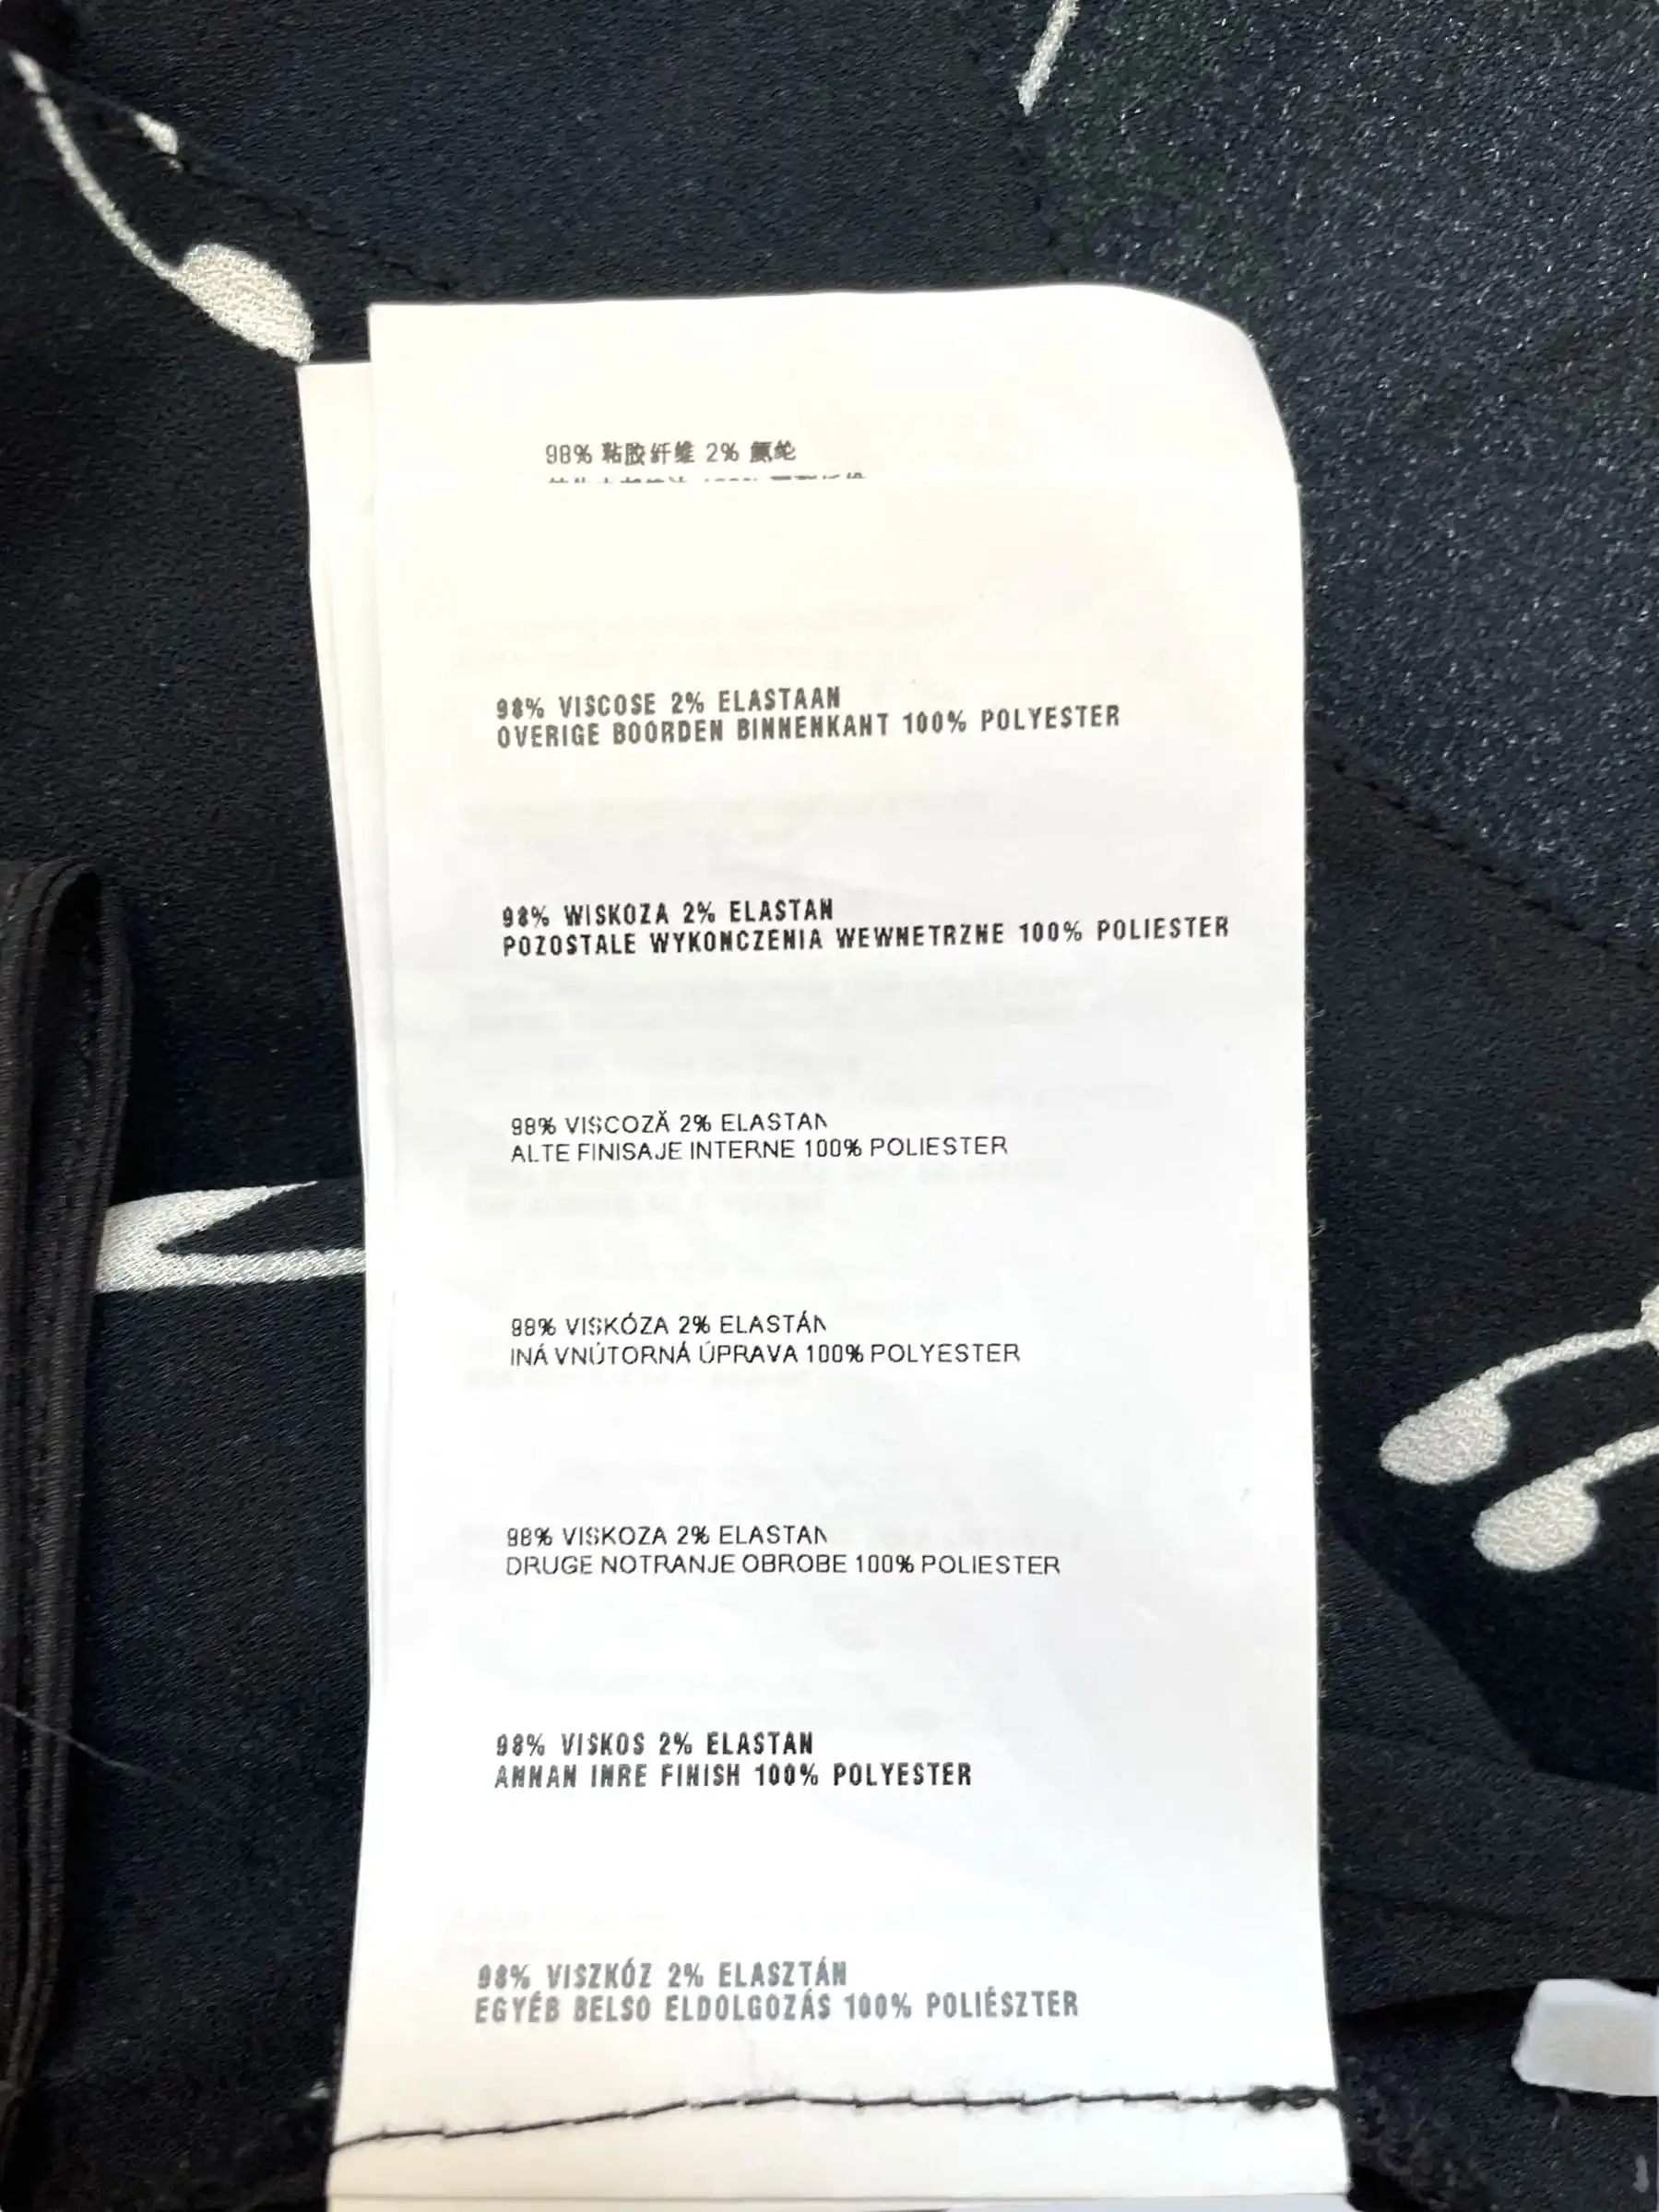 98% 粘胶纤维 2% 氨纶
98% VISCOSE 2% ELASTAAN
OVERIGE BOORDEN BINNENKANT 100% POLYESTER
98% WISKOZA 2% ELASTAN
POZOSTALE WYKONCZENIA WEWNETRZNE 100% POLIESTER
98% VISCOZĂ 2% ELASTAN
ALTE FINISAJE INTERNE 100% POLIESTER
98% VISKÓZA 2% ELASTÁN
INÁ VNÚTORNÁ ÚPRAVA 100% POLYESTER
98% VISKOZA 2% ELASTAN
DRUGE NOTRANJE OBROBE 100% POLIESTER
98% VISKOS 2% ELASTAN
ANNAN INRE FINISH 100% POLYESTER
98% VISZKÓZ 2% ELASZTÁN
EGYÉB BELSO ELDOLGOZÁS 100% POLIÉSZTER